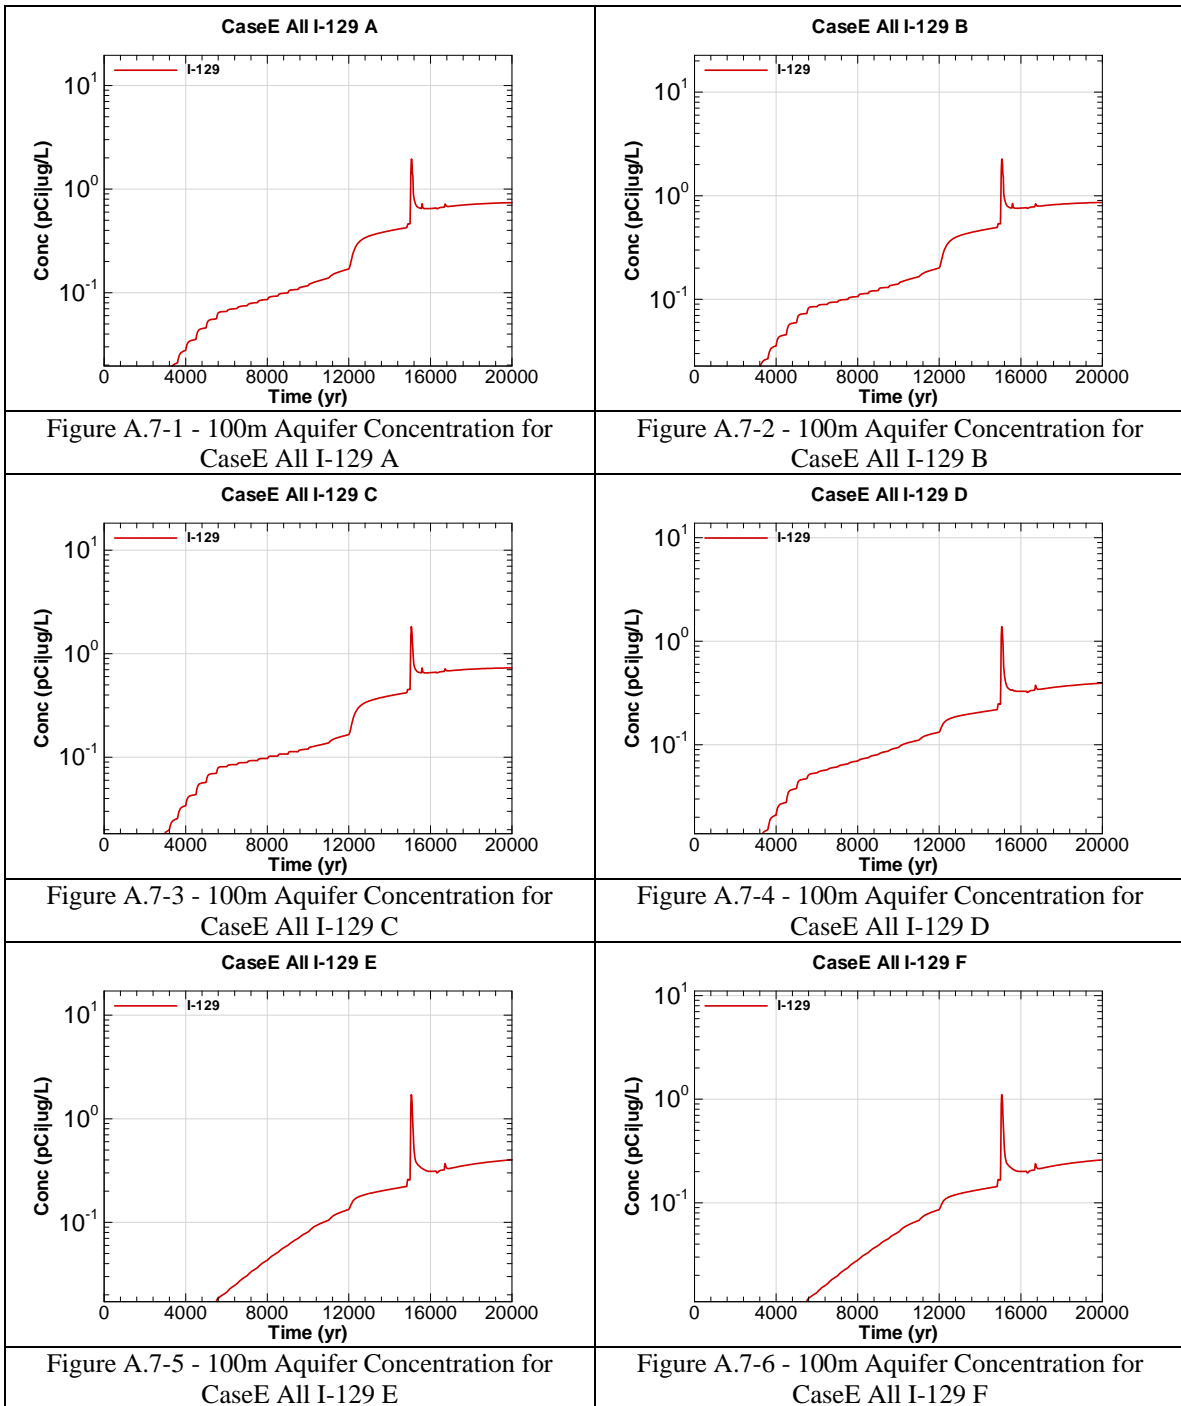 CaseE All I-129 A
I-129
10^1
10^0
10^-1
Conc (pCi|ug/L)
0 4000 8000 12000 16000 20000
Time (yr)
Figure A.7-1 - 100m Aquifer Concentration for
CaseE All I-129 A
CaseE All I-129 B
I-129
10^1
10^0
10^-1
Conc (pCi|ug/L)
0 4000 8000 12000 16000 20000
Time (yr)
Figure A.7-2 - 100m Aquifer Concentration for
CaseE All I-129 B
CaseE All I-129 C
I-129
10^1
10^0
10^-1
Conc (pCi|ug/L)
0 4000 8000 12000 16000 20000
Time (yr)
Figure A.7-3 - 100m Aquifer Concentration for
CaseE All I-129 C
CaseE All I-129 D
I-129
10^1
10^0
10^-1
Conc (pCi|ug/L)
0 4000 8000 12000 16000 20000
Time (yr)
Figure A.7-4 - 100m Aquifer Concentration for
CaseE All I-129 D
CaseE All I-129 E
I-129
10^1
10^0
10^-1
Conc (pCi|ug/L)
0 4000 8000 12000 16000 20000
Time (yr)
Figure A.7-5 - 100m Aquifer Concentration for
CaseE All I-129 E
CaseE All I-129 F
I-129
10^1
10^0
10^-1
Conc (pCi|ug/L)
0 4000 8000 12000 16000 20000
Time (yr)
Figure A.7-6 - 100m Aquifer Concentration for
CaseE All I-129 F